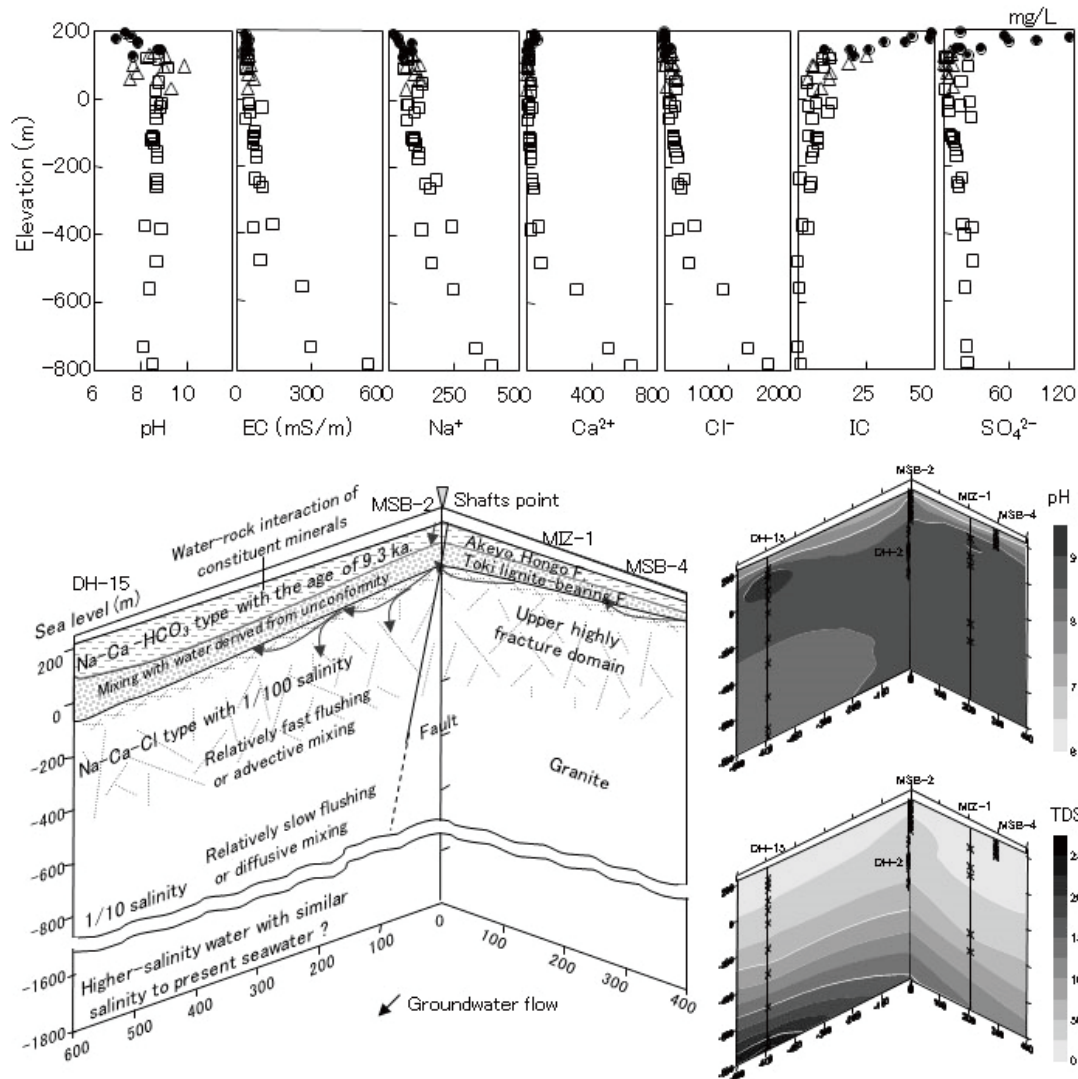 mg/L
200
0
-200
-400
-600
-800
Elevation (m)
6 8 10
0 300 600
0 250 500
0 400 800
0 1000 2000
0 25 50
0 60 120
pH
EC (mS/m)
Na⁺
Ca²⁺
Cl⁻
IC
SO₄²⁻
MSB-2
Shafts point
Water-rock interaction of
constituent minerals
MIZ-1
MSB-4
DH-15
Sea level (m)
Akeyo Hongo F.
Toki lignite-bearing F.
Na-Ca-HCO₃ type with the age of 9.3 ka.
Mixing with water derived from unconformity
Upper highly
fracture domain
Na-Ca-Cl type with 1/100 salinity
Relatively fast flushing
or advective mixing
Fault
Granite
Relatively slow flushing
or diffusive mixing
1/10 salinity
Higher-salinity water with similar
salinity to present seawater ?
200
0
-200
-400
-600
-800
-1600
-1800
600
500
400
300
200
100
0
100
200
300
400
Groundwater flow
MSB-2
MIZ-1
MSB-4
DH-15
DH-2
pH
9
8
7
6
MSB-2
MIZ-1
MSB-4
DH-15
DH-2
TDS